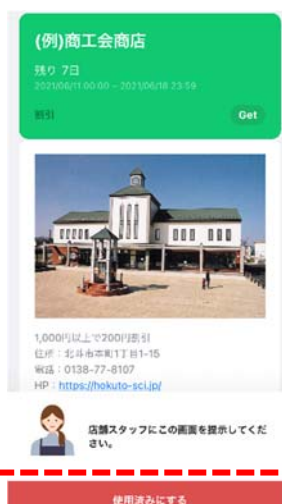 (例)商工会商店
残り 7日
2021/06/11 00:00 ~ 2021/06/18 23:59
割引
Get
1,000円以上で200円割引
住所：北斗市本町1丁目1-15
電話：0138-77-8107
HP：https://hokuto-sci.jp/
店舗スタッフにこの画面を提示してくだ
さい。
使用済みにする